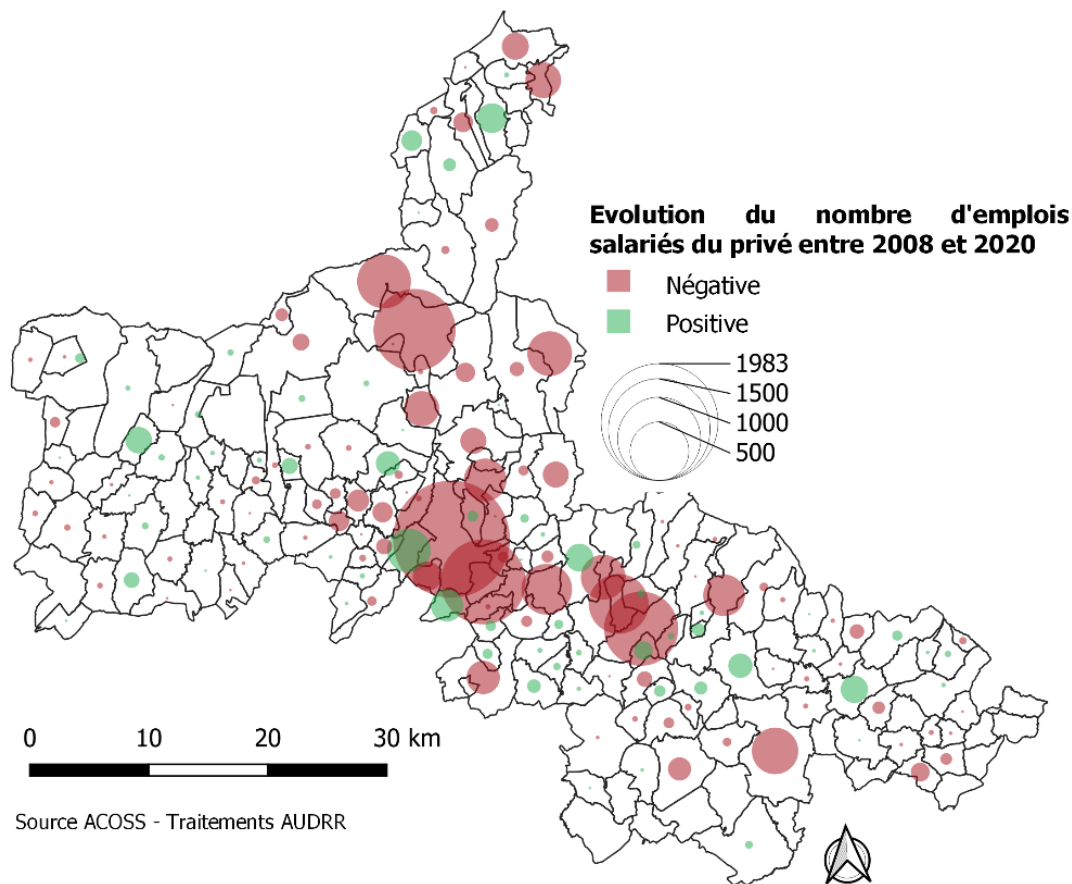 Evolution du nombre d'emplois
salariés du privé entre 2008 et 2020
Négative
Positive
1983
1500
1000
500
0 10 20 30 km
Source ACOSS - Traitements AUDRR